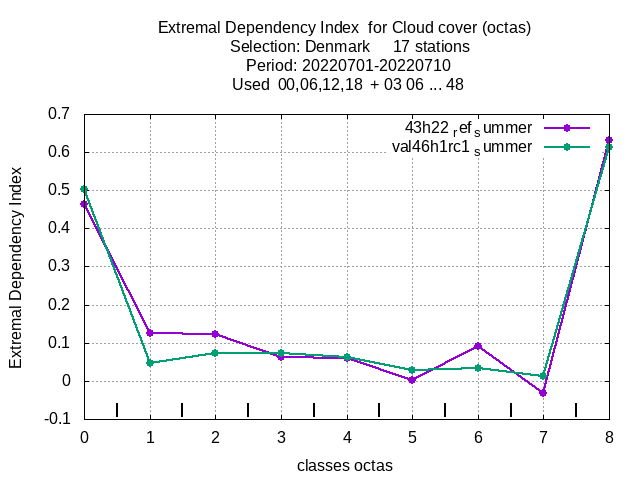 Extremal Dependency Index  for Cloud cover (octas)
Selection: Denmark     17 stations
Period: 20220701-20220710
Used  00,06,12,18  + 03 06 ... 48
43h22 ref summer
val46h1rc1 summer
0.7
0.6
0.5
0.4
0.3
0.2
0.1
0
-0.1
Extremal Dependency Index
0 1 2 3 4 5 6 7 8
classes octas